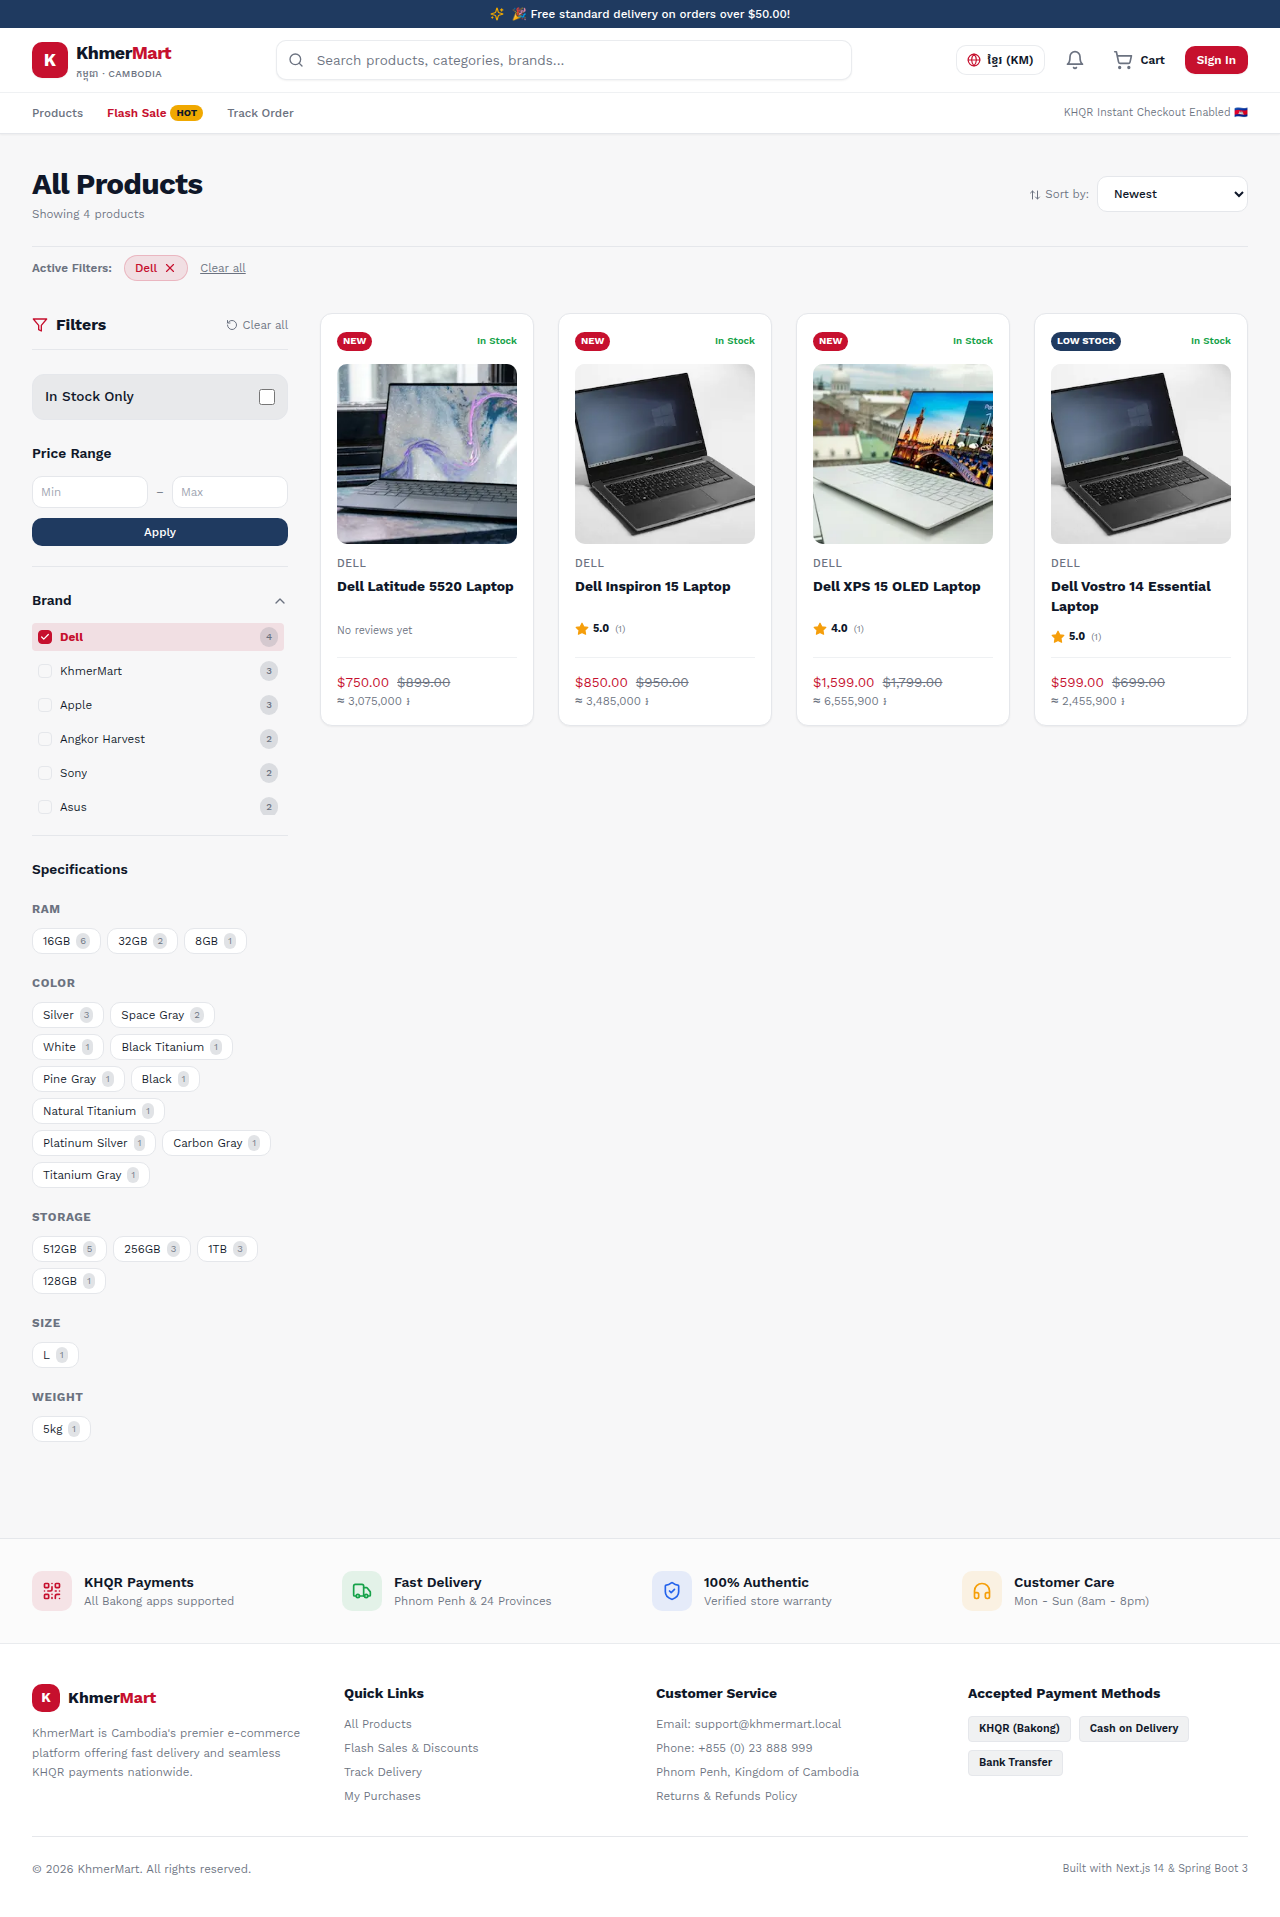 ✨ 🎉 Free standard delivery on orders over $50.00!
K KhmerMart
កម្ពុជា · CAMBODIA
Search products, categories, brands...
ខ្មែរ (KM)
Cart
Sign In
Products
Flash Sale HOT
Track Order
KHQR Instant Checkout Enabled 🇰🇭
All Products
Showing 4 products
Sort by: Newest
Active Filters: Dell Clear all
Filters
Clear all
In Stock Only
Price Range
Min – Max
Apply
Brand
Dell 4
KhmerMart 3
Apple 3
Angkor Harvest 2
Sony 2
Asus 2
Specifications
RAM
16GB 6 32GB 2 8GB 1
COLOR
Silver 3 Space Gray 2
White 1 Black Titanium 1
Pine Gray 1 Black 1
Natural Titanium 1
Platinum Silver 1 Carbon Gray 1
Titanium Gray 1
STORAGE
512GB 5 256GB 3 1TB 3
128GB 1
SIZE
L 1
WEIGHT
5kg 1
NEW In Stock
DELL
Dell Latitude 5520 Laptop
No reviews yet
$750.00 $899.00
≈ 3,075,000 ៛
NEW In Stock
DELL
Dell Inspiron 15 Laptop
5.0 (1)
$850.00 $950.00
≈ 3,485,000 ៛
NEW In Stock
DELL
Dell XPS 15 OLED Laptop
4.0 (1)
$1,599.00 $1,799.00
≈ 6,555,900 ៛
LOW STOCK In Stock
DELL
Dell Vostro 14 Essential
Laptop
5.0 (1)
$599.00 $699.00
≈ 2,455,900 ៛
KHQR Payments
All Bakong apps supported
Fast Delivery
Phnom Penh & 24 Provinces
100% Authentic
Verified store warranty
Customer Care
Mon - Sun (8am - 8pm)
K KhmerMart
KhmerMart is Cambodia's premier e-commerce
platform offering fast delivery and seamless
KHQR payments nationwide.
Quick Links
All Products
Flash Sales & Discounts
Track Delivery
My Purchases
Customer Service
Email: support@khmermart.local
Phone: +855 (0) 23 888 999
Phnom Penh, Kingdom of Cambodia
Returns & Refunds Policy
Accepted Payment Methods
KHQR (Bakong) Cash on Delivery
Bank Transfer
© 2026 KhmerMart. All rights reserved.
Built with Next.js 14 & Spring Boot 3